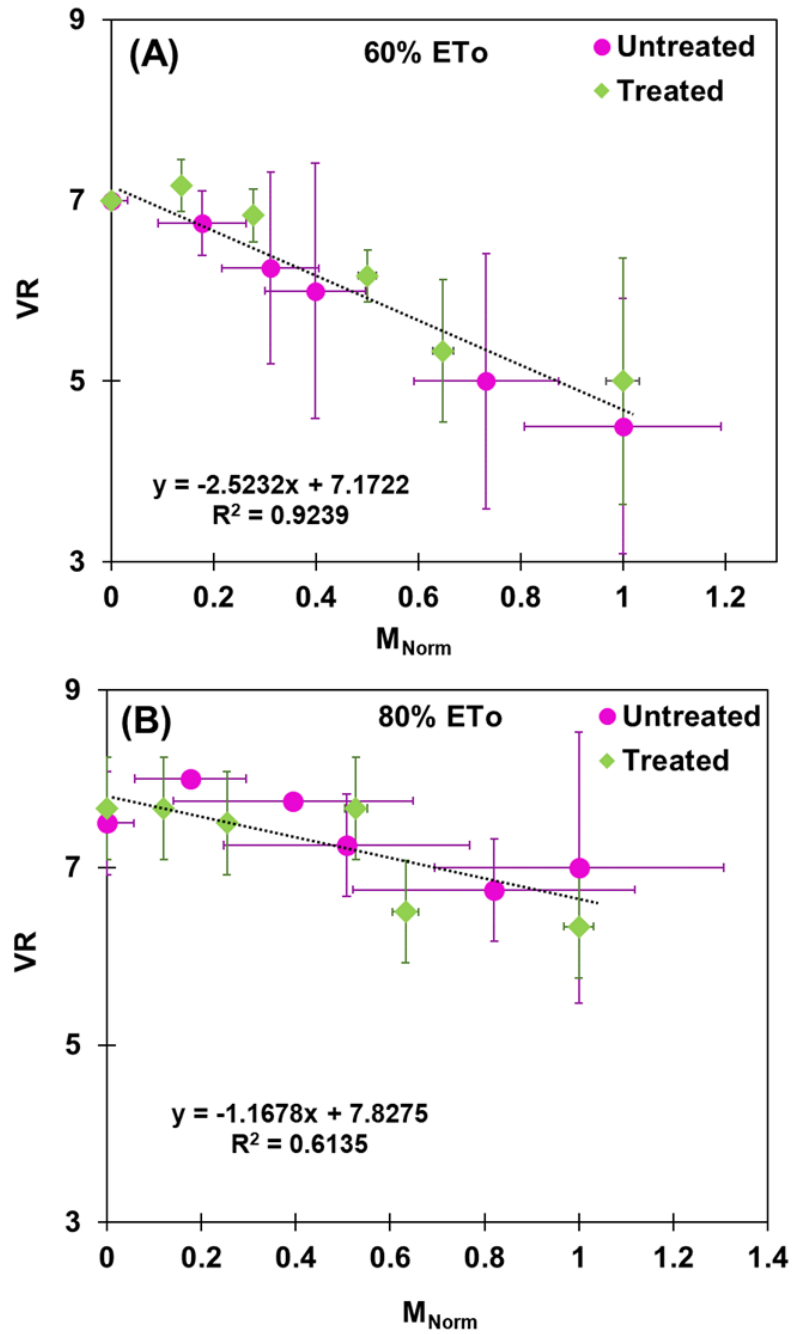 9
(A)
60% ETo
Untreated
Treated
7
VR
5
y = -2.5232x + 7.1722
R² = 0.9239
3
0 0.2 0.4 0.6 0.8 1 1.2
M_Norm
9
(B)
80% ETo
Untreated
Treated
7
VR
5
y = -1.1678x + 7.8275
R² = 0.6135
3
0 0.2 0.4 0.6 0.8 1 1.2 1.4
M_Norm